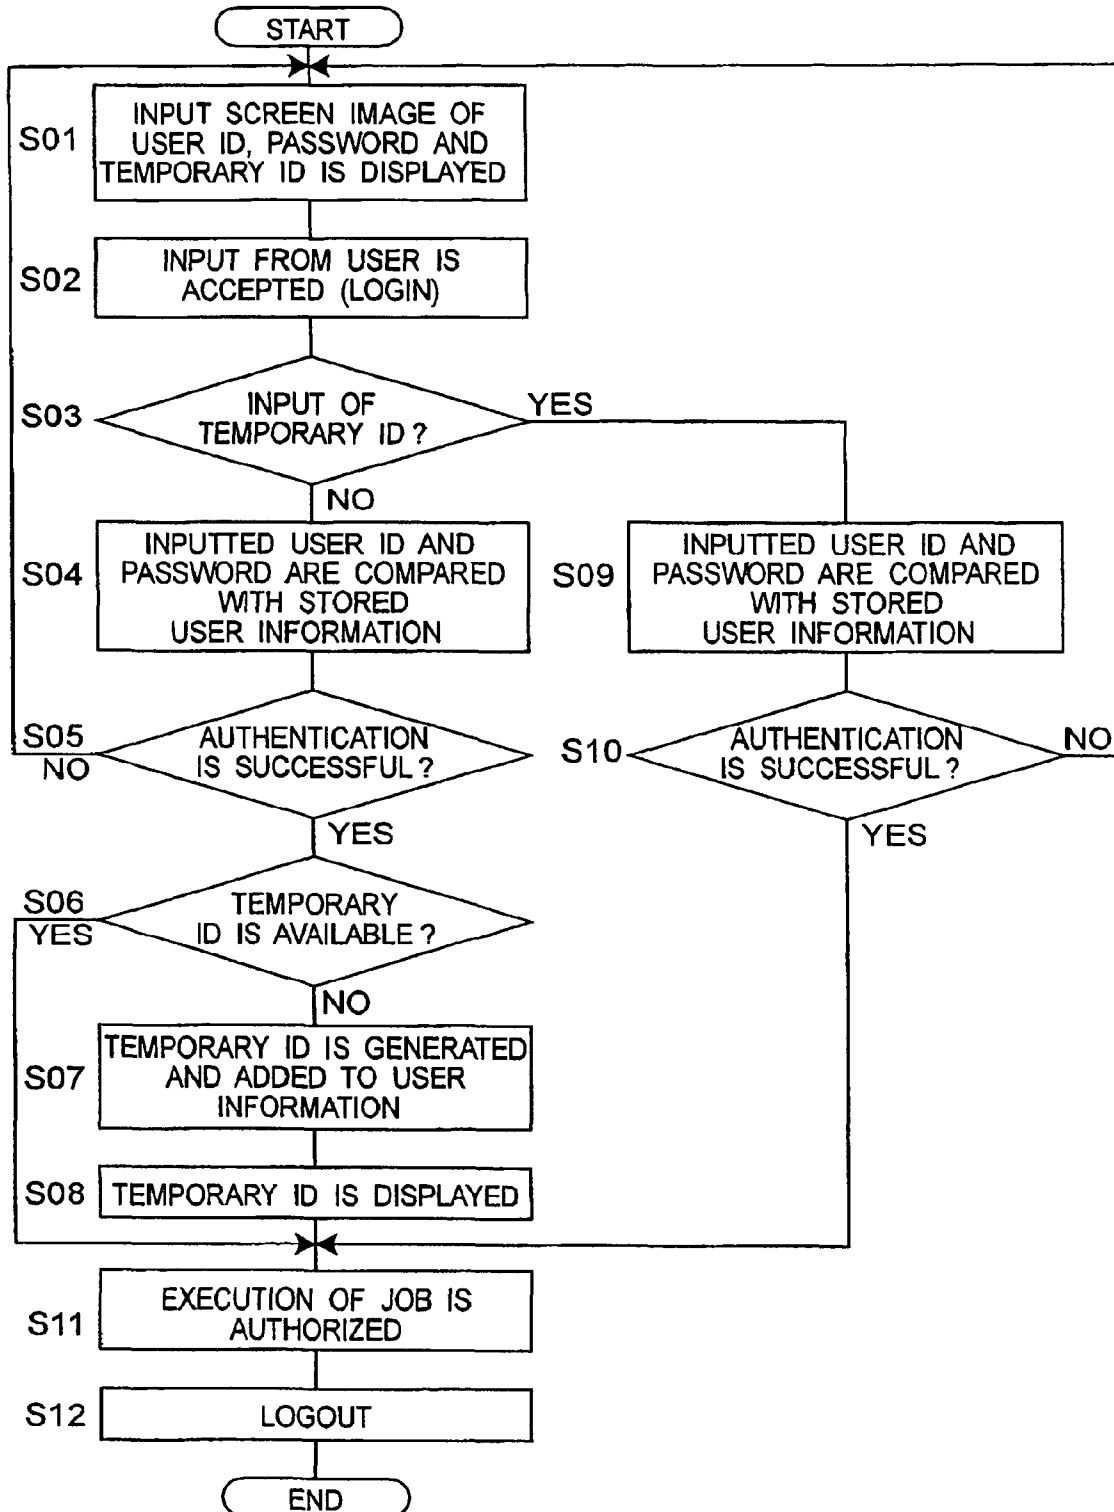 START
S01
INPUT SCREEN IMAGE OF
USER ID, PASSWORD AND
TEMPORARY ID IS DISPLAYED
S02
INPUT FROM USER IS
ACCEPTED (LOGIN)
S03
INPUT OF
TEMPORARY ID?
YES
NO
S04
INPUTTED USER ID AND
PASSWORD ARE COMPARED
WITH STORED
USER INFORMATION
S09
INPUTTED USER ID AND
PASSWORD ARE COMPARED
WITH STORED
USER INFORMATION
S05
NO
AUTHENTICATION
IS SUCCESSFUL?
YES
S10
AUTHENTICATION
IS SUCCESSFUL?
NO
YES
S06
YES
TEMPORARY
ID IS AVAILABLE?
NO
S07
TEMPORARY ID IS GENERATED
AND ADDED TO USER
INFORMATION
S08
TEMPORARY ID IS DISPLAYED
S11
EXECUTION OF JOB IS
AUTHORIZED
S12
LOGOUT
END